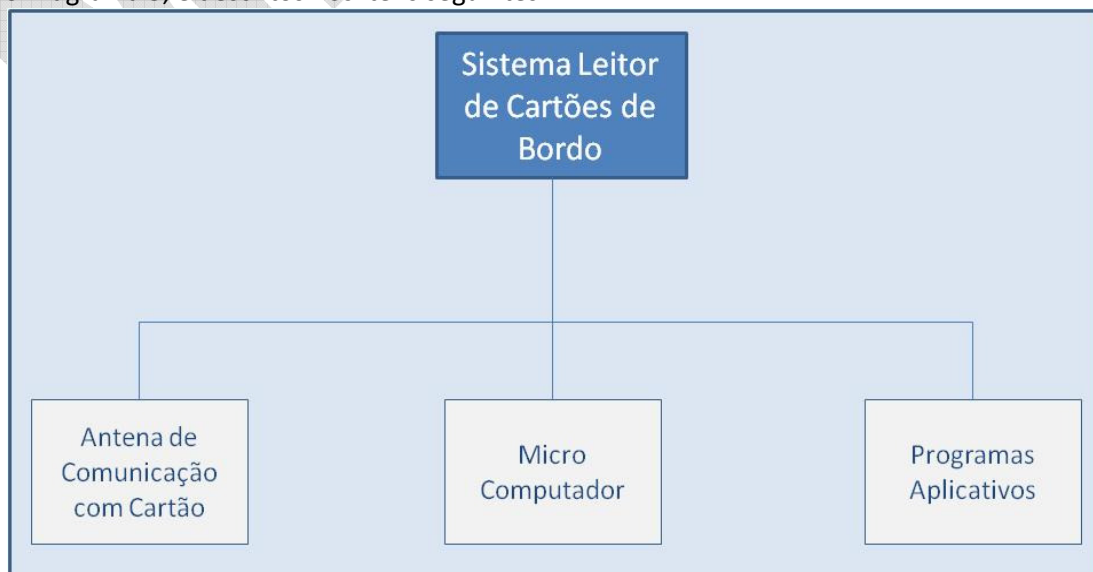 Sistema Leitor
de Cartões de
Bordo
Antena de
Comunicação
com Cartão
Micro
Computador
Programas
Aplicativos